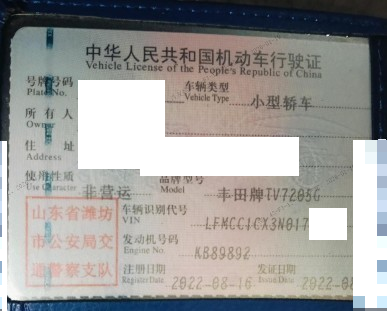 中华人民共和国机动车行驶证
Vehicle License of the People's Republic of China
号牌号码 车辆类型 小型轿车
Plate No. Vehicle Type
所有人
Owner
住 址
Address
使用性质 非营运 品牌型号 丰田牌TV7205G
Use Character Model
山东省潍坊
市公安局交
通警察支队
车辆识别代号 LFMCC1CX3N017
VIN
发动机号码 KB89892
Engine No.
注册日期 2022-08-16 发证日期 2022-08
Register Date Issue Date